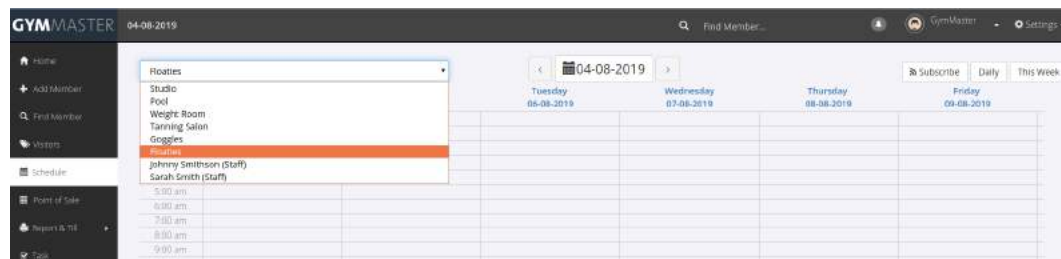 GYMMASTER
04-08-2019
Find Member...
GymMaster
Settings
Home
Add Member
Find Member
Visitors
Schedule
Point of Sale
Report & Till
Task
Floaties
Studio
Pool
Weight Room
Tanning Salon
Goggles
Floaties
Johnny Smithson (Staff)
Sarah Smith (Staff)
04-08-2019
Subscribe
Daily
This Week
Tuesday
06-08-2019
Wednesday
07-08-2019
Thursday
08-08-2019
Friday
09-08-2019
5:00 am
6:00 am
7:00 am
8:00 am
9:00 am